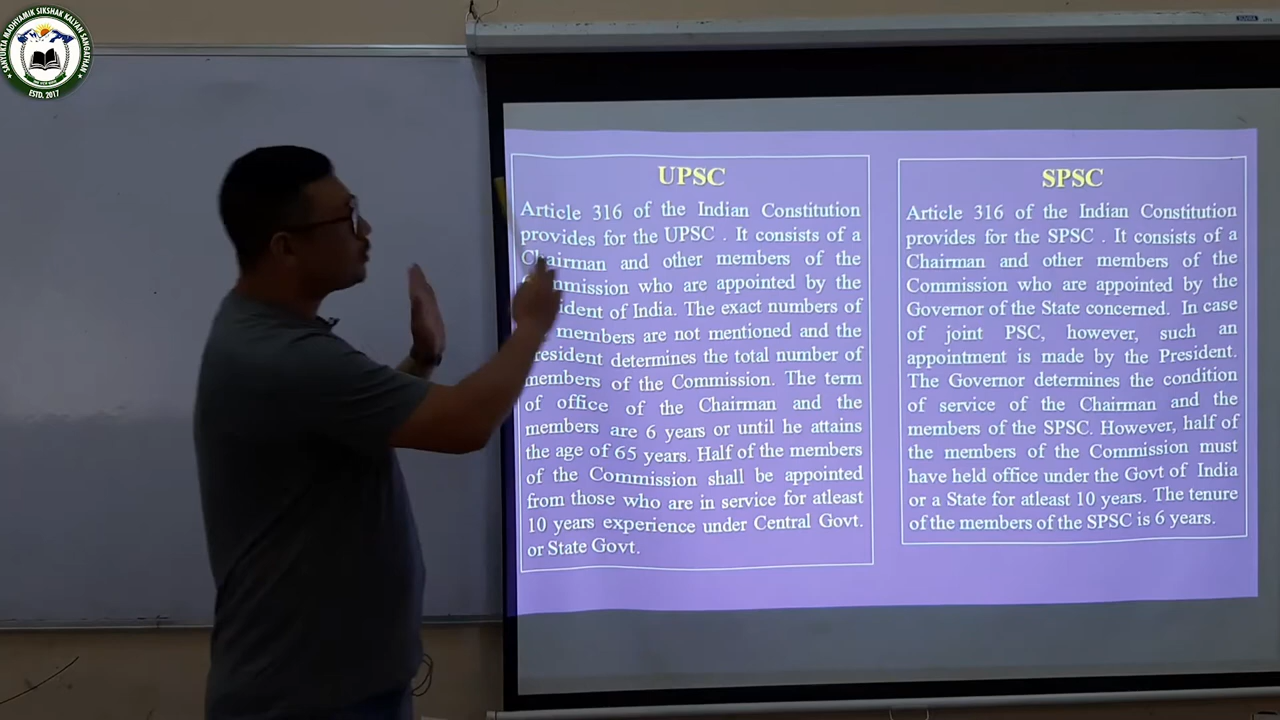 SANYUKTA MADHYAMIK SIKSHAK KALYAN SANGATHAN
ESTD. 2017
UPSC
Article 316 of the Indian Constitution
provides for the UPSC . It consists of a
Chairman and other members of the
mmission who are appointed by the
ident of India. The exact numbers of
members are not mentioned and the
resident determines the total number of
members of the Commission. The term
of office of the Chairman and the
members are 6 years or until he attains
the age of 65 years. Half of the members
of the Commission shall be appointed
from those who are in service for atleast
10 years experience under Central Govt.
or State Govt.
SPSC
Article 316 of the Indian Constitution
provides for the SPSC . It consists of a
Chairman and other members of the
Commission who are appointed by the
Governor of the State concerned. In case
of joint PSC, however, such an
appointment is made by the President.
The Governor determines the condition
of service of the Chairman and the
members of the SPSC. However, half of
the members of the Commission must
have held office under the Govt of India
or a State for atleast 10 years. The tenure
of the members of the SPSC is 6 years.